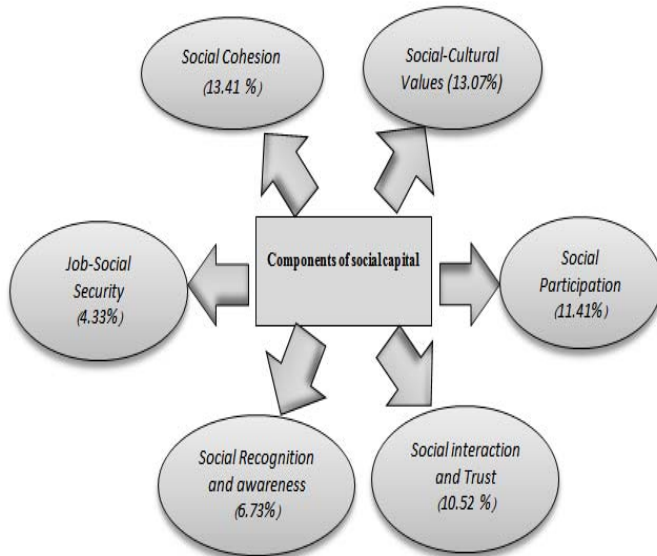 Social Cohesion
(13.41 %)
Social-Cultural
Values (13.07%)
Job-Social
Security
(4.33%)
Components of social capital
Social
Participation
(11.41%)
Social Recognition
and awareness
(6.73%)
Social interaction
and Trust
(10.52 %)